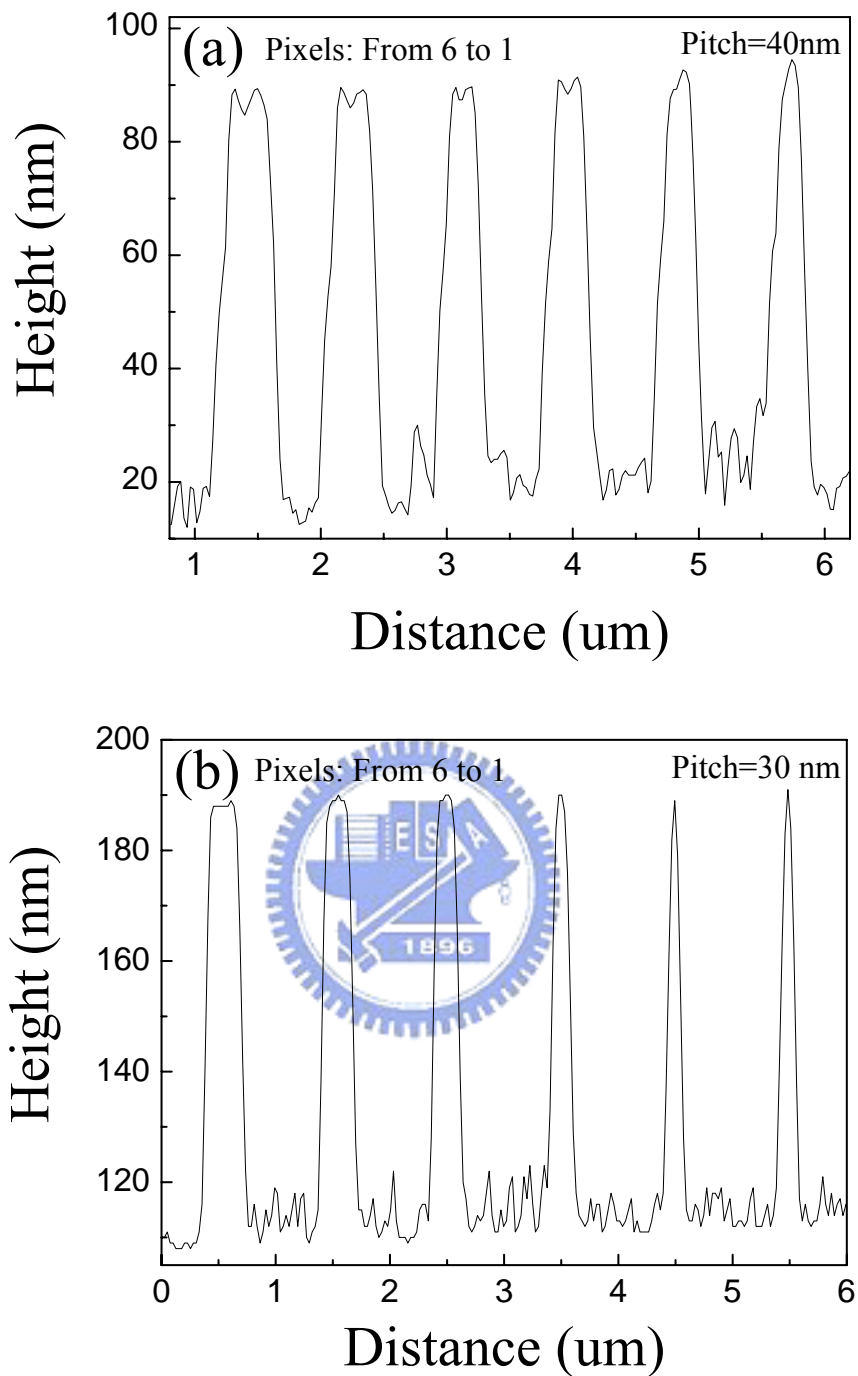 (a) Pixels: From 6 to 1 Pitch=40nm
100
80
60
40
20
Height (nm)
1 2 3 4 5 6
Distance (um)
(b) Pixels: From 6 to 1 Pitch=30 nm
200
180
160
140
120
Height (nm)
E S A
1896
0 1 2 3 4 5 6
Distance (um)